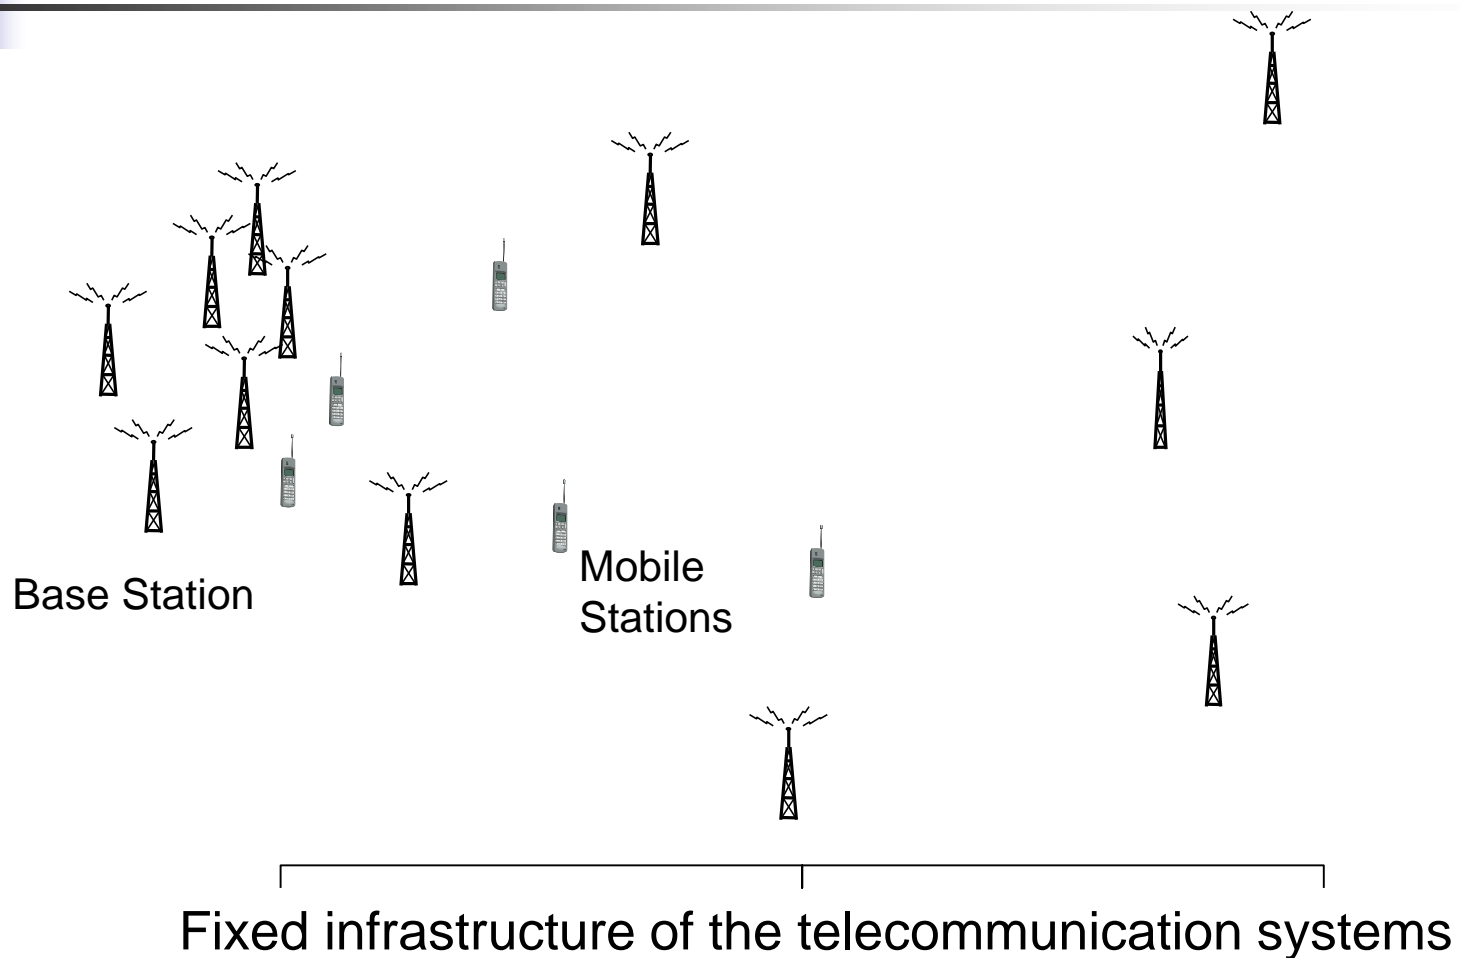 Base Station
Mobile
Stations
Fixed infrastructure of the telecommunication systems